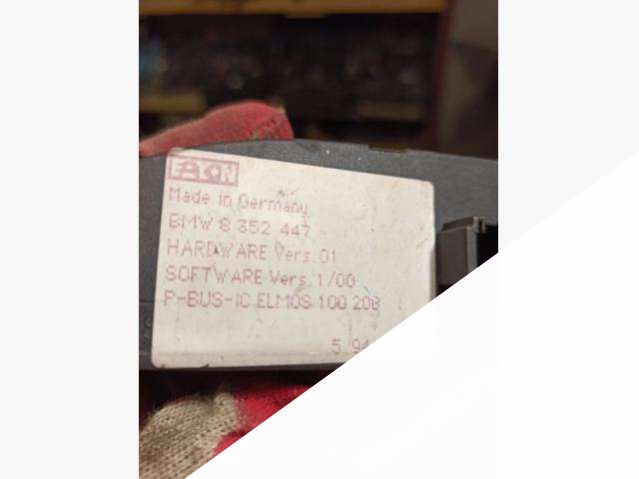 EATON
Made in Germany
BMW 8 352 447
HARDWARE Vers. 01
SOFTWARE Vers. 1/00
P-BUS-IC ELMOS 100 20B
5.94